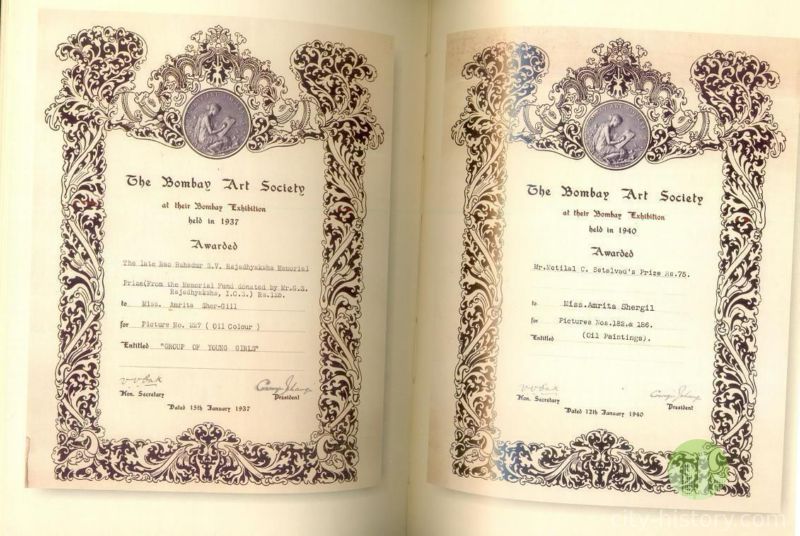 The Bombay Art Society
at their Bombay Exhibition
held in 1937
Awarded
The late Rao Bahadur S.V. Rajadhyaksha Memorial
Prize(From the Memorial Fund donated by Mr.G.S.
Rajadhyaksha, I.C.S.) Rs.125.
to Miss. Amrita Sher-Gill
for Picture No. 227 ( Oil Colour )
Entitled "GROUP OF YOUNG GIRLS"
Hon. Secretary
President
Dated 15th January 1937
The Bombay Art Society
at their Bombay Exhibition
held in 1940
Awarded
Mr.Motilal C. Setalvad's Prize Rs.75.
to Miss.Amrita Shergil
for Pictures Nos.182.& 186.
Entitled (Oil Paintings).
Hon. Secretary
President
Dated 12th January 1940
city-history.com